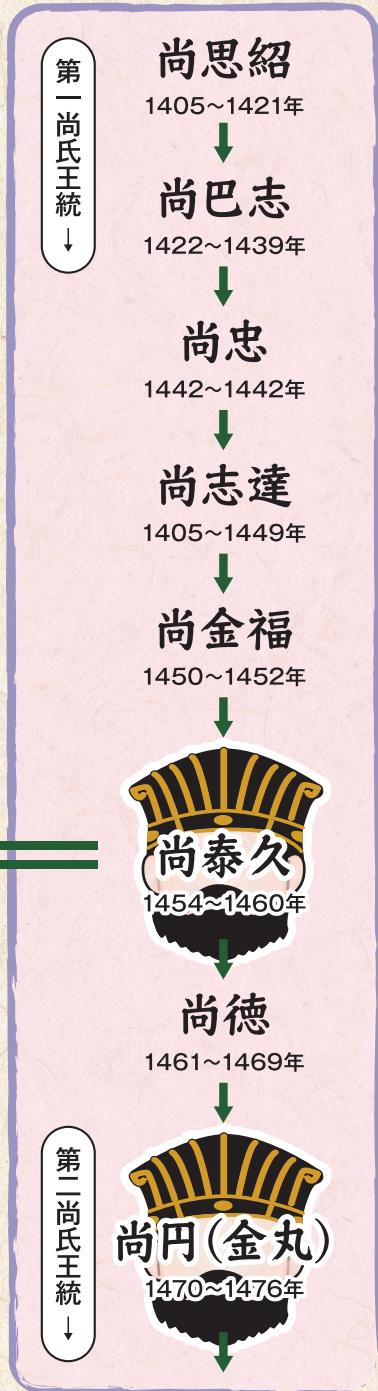 第一尚氏王統↓
尚思紹
1405〜1421年
尚巴志
1422〜1439年
尚忠
1442〜1442年
尚志達
1405〜1449年
尚金福
1450〜1452年
尚泰久
1454〜1460年
尚徳
1461〜1469年
第二尚氏王統↓
尚円(金丸)
1470〜1476年